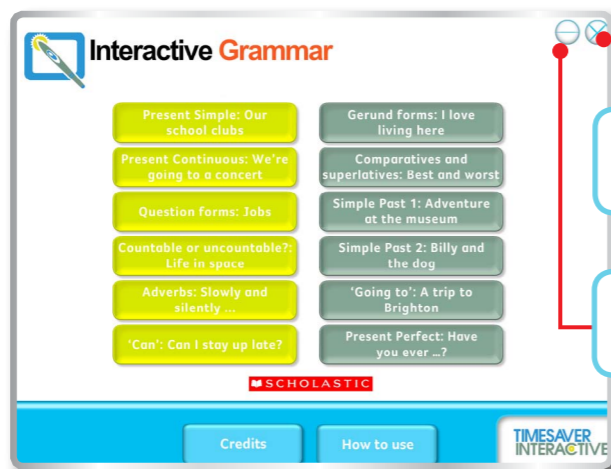 Interactive Grammar
Present Simple: Our
school clubs
Present Continuous: We're
going to a concert
Question forms: Jobs
Countable or uncountable?:
Life in space
Adverbs: Slowly and
silently ...
'Can': Can I stay up late?
Gerund forms: I love
living here
Comparatives and
superlatives: Best and worst
Simple Past 1: Adventure
at the museum
Simple Past 2: Billy and
the dog
'Going to': A trip to
Brighton
Present Perfect: Have
you ever ...?
SCHOLASTIC
Credits
How to use
TIMESAVER
INTERACTIVE